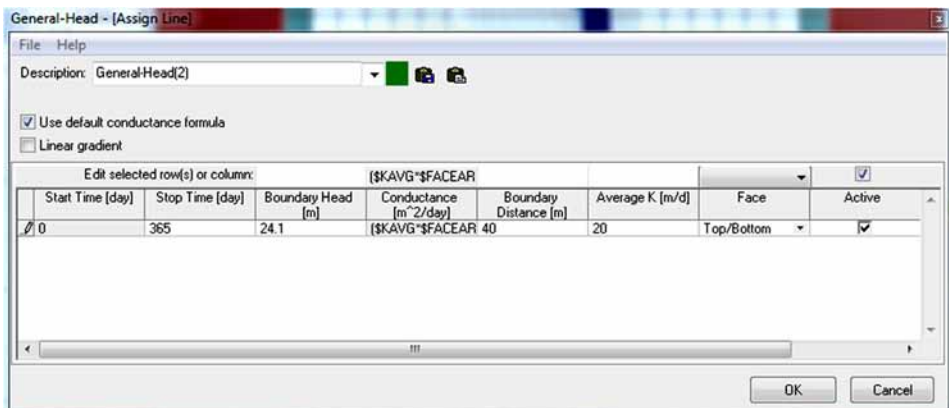 General-Head - [Assign Line]
File Help
Description: General-Head(2)
Use default conductance formula
Linear gradient
Edit selected row(s) or column: ($KAVG*$FACEAR
Start Time [day] Stop Time [day] Boundary Head [m] Conductance [m^2/day] Boundary Distance [m] Average K [m/d] Face Active
0 365 24.1 ($KAVG*$FACEAR 40 20 Top/Bottom
OK Cancel